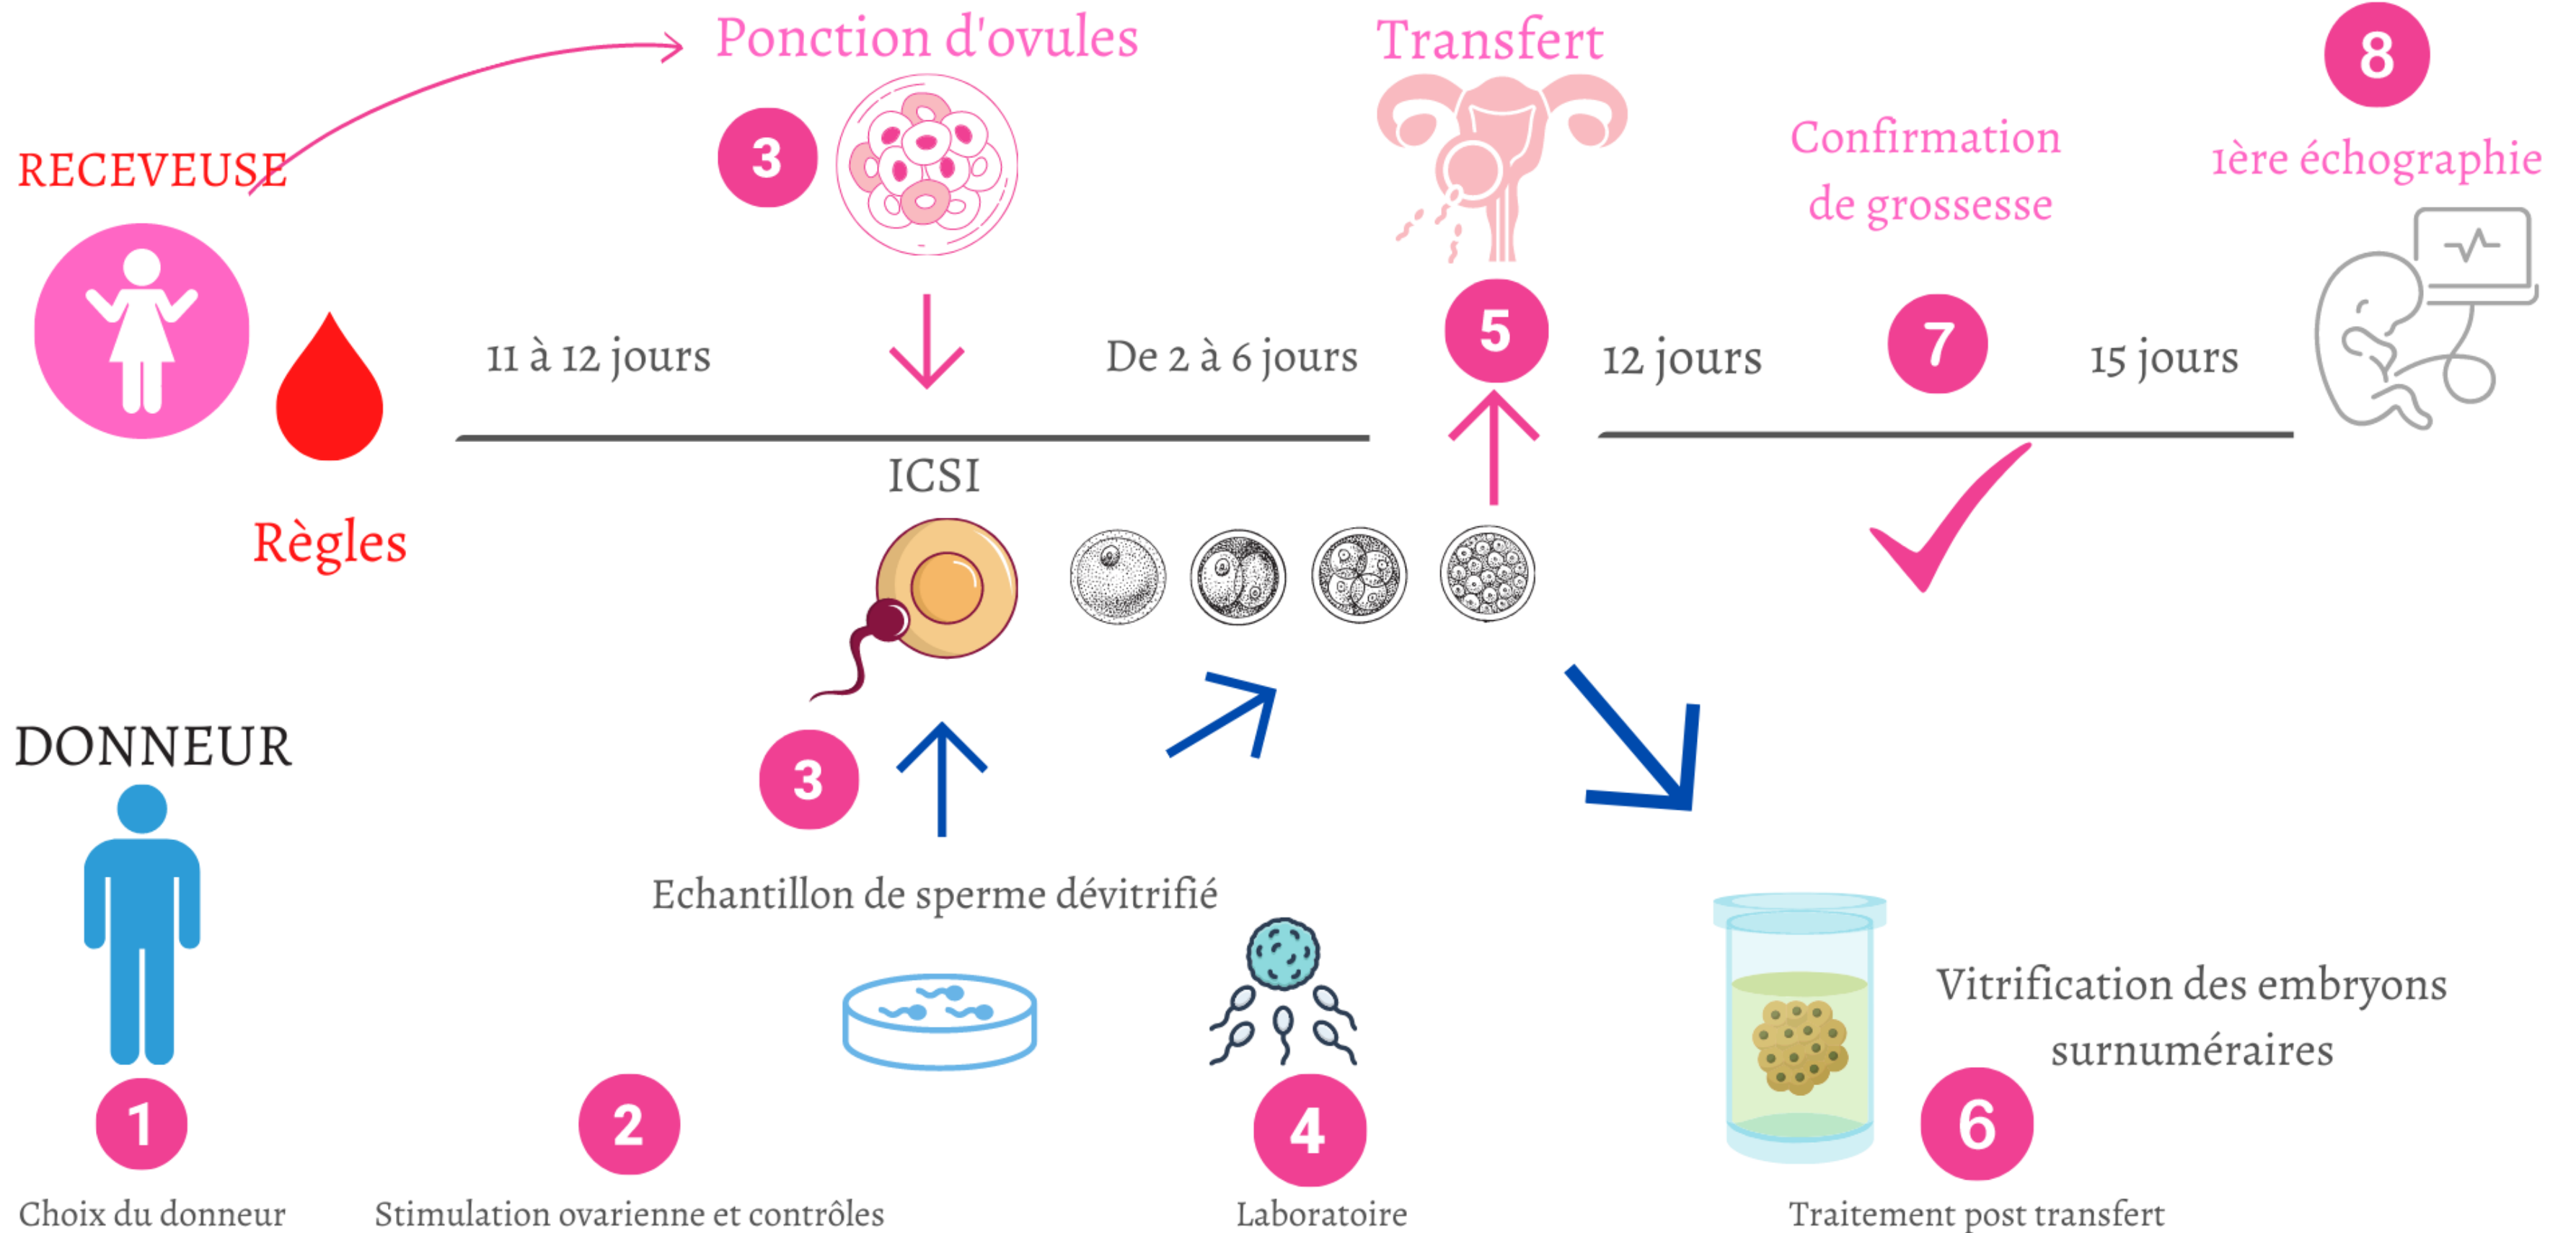 Ponction d'ovules
Transfert
8
3
Confirmation
de grossesse
1ère échographie
RECEVEUSE
11 à 12 jours
De 2 à 6 jours
5
12 jours
7
15 jours
ICSI
Règles
DONNEUR
3
Echantillon de sperme dévitrifié
Vitrification des embryons
surnuméraires
1
2
4
6
Choix du donneur
Stimulation ovarienne et contrôles
Laboratoire
Traitement post transfert